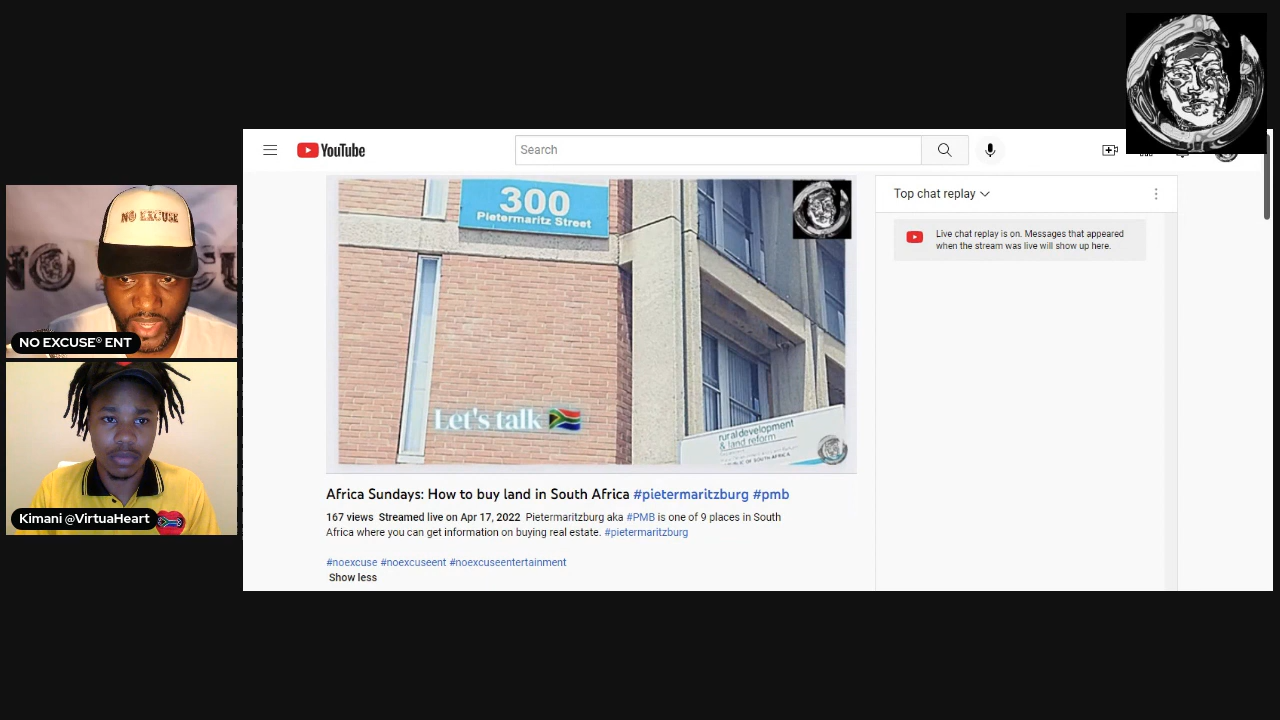 NO EXCUSE
NO EXCUSE® ENT
Kimani @VirtuaHeart
YouTube
Search
300
Pietermaritz Street
Let's talk
rural development
& land reform
REPUBLIC OF SOUTH AFRICA
Top chat replay
Live chat replay is on. Messages that appeared
when the stream was live will show up here.
Africa Sundays: How to buy land in South Africa #pietermaritzburg #pmb
167 views Streamed live on Apr 17, 2022 Pietermaritzburg aka #PMB is one of 9 places in South
Africa where you can get information on buying real estate. #pietermaritzburg
#noexcuse #noexcuseent #noexcuseentertainment
Show less